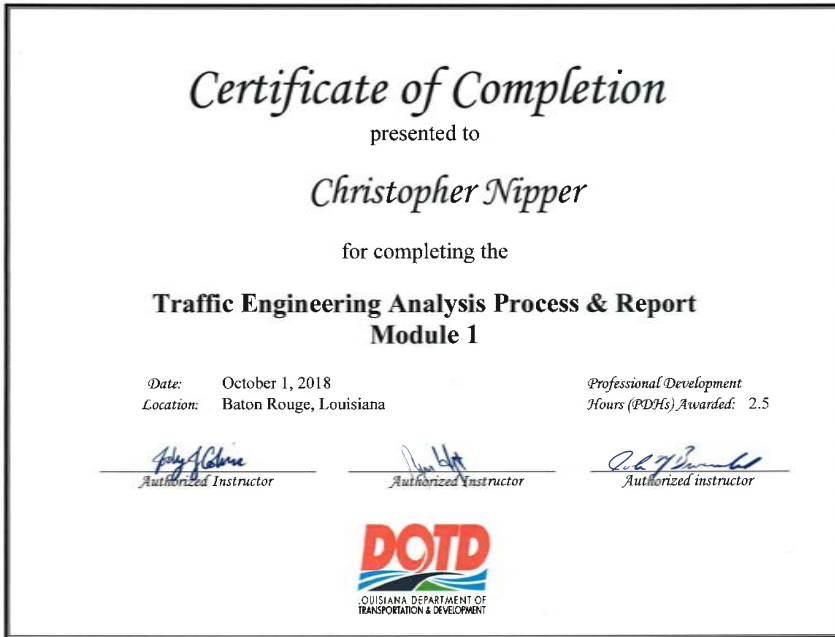 Certificate of Completion
presented to
Christopher Nipper
for completing the
Traffic Engineering Analysis Process & Report
Module 1
Date: October 1, 2018
Location: Baton Rouge, Louisiana
Professional Development
Hours (PDHs) Awarded: 2.5
Authorized Instructor
Authorized Instructor
Authorized instructor
DOTD
LOUISIANA DEPARTMENT OF
TRANSPORTATION & DEVELOPMENT